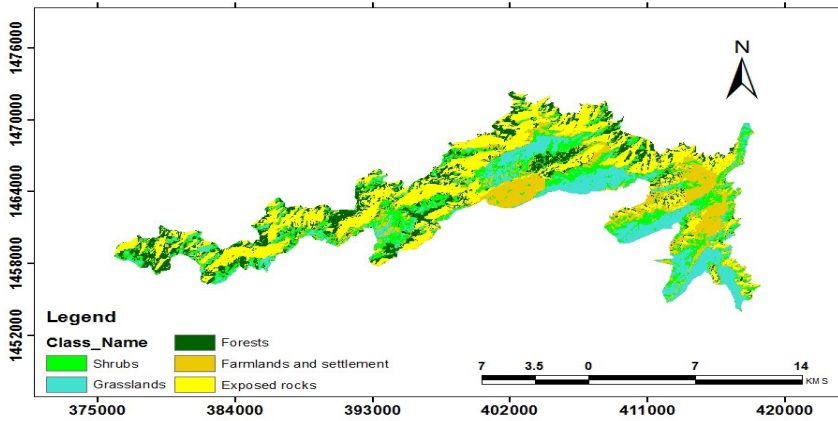 1476000
1470000
1464000
1458000
1452000
N
Legend
Class_Name
Shrubs
Grasslands
Forests
Farmlands and settlement
Exposed rocks
7 3.5 0 7 14
KMS
375000 384000 393000 402000 411000 420000